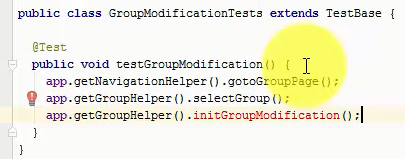 public class GroupModificationTests extends TestBase {
@Test
public void testGroupModification() {
app.getNavigationHelper().gotoGroupPage();
app.getGroupHelper().selectGroup();
app.getGroupHelper().initGroupModification();
}
}